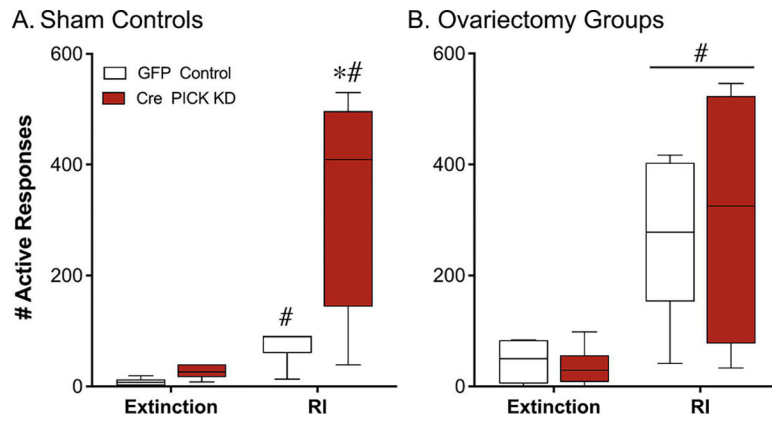 A. Sham Controls
B. Ovariectomy Groups
# Active Responses
600
400
200
0
GFP Control
Cre PICK KD
*#
#
Extinction
RI
600
400
200
0
#
Extinction
RI